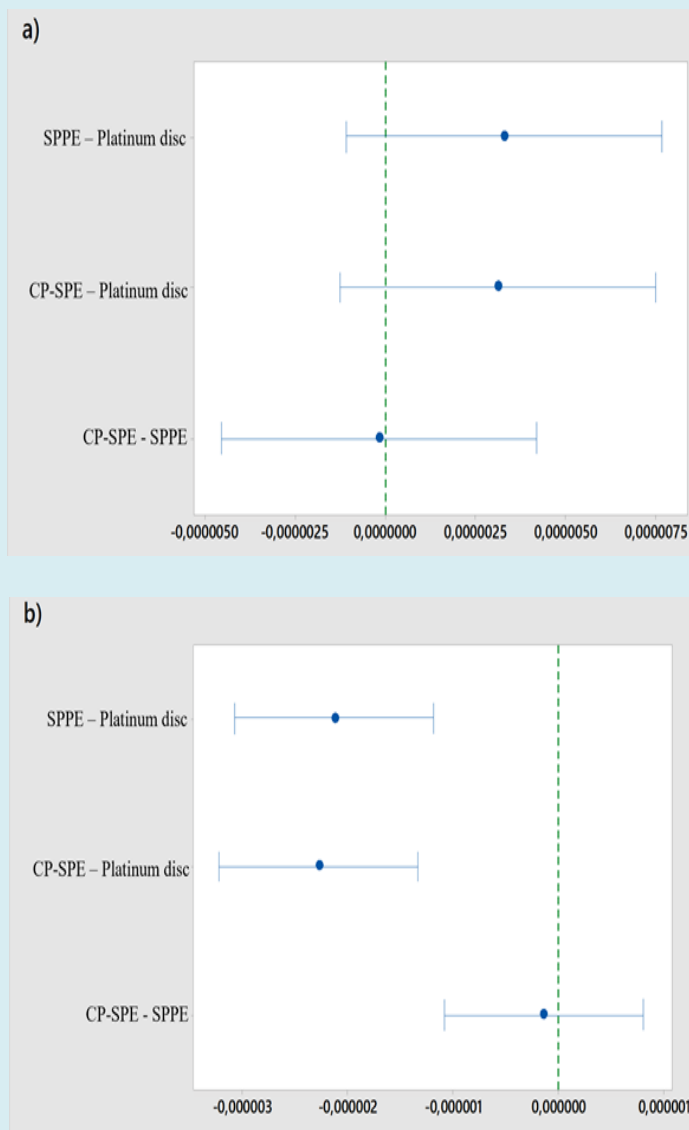 a)
SPPE – Platinum disc
CP-SPE – Platinum disc
CP-SPE - SPPE
-0,0000050 -0,0000025 0,0000000 0,0000025 0,0000050 0,0000075
b)
SPPE – Platinum disc
CP-SPE – Platinum disc
CP-SPE - SPPE
-0,000003 -0,000002 -0,000001 0,000000 0,000001